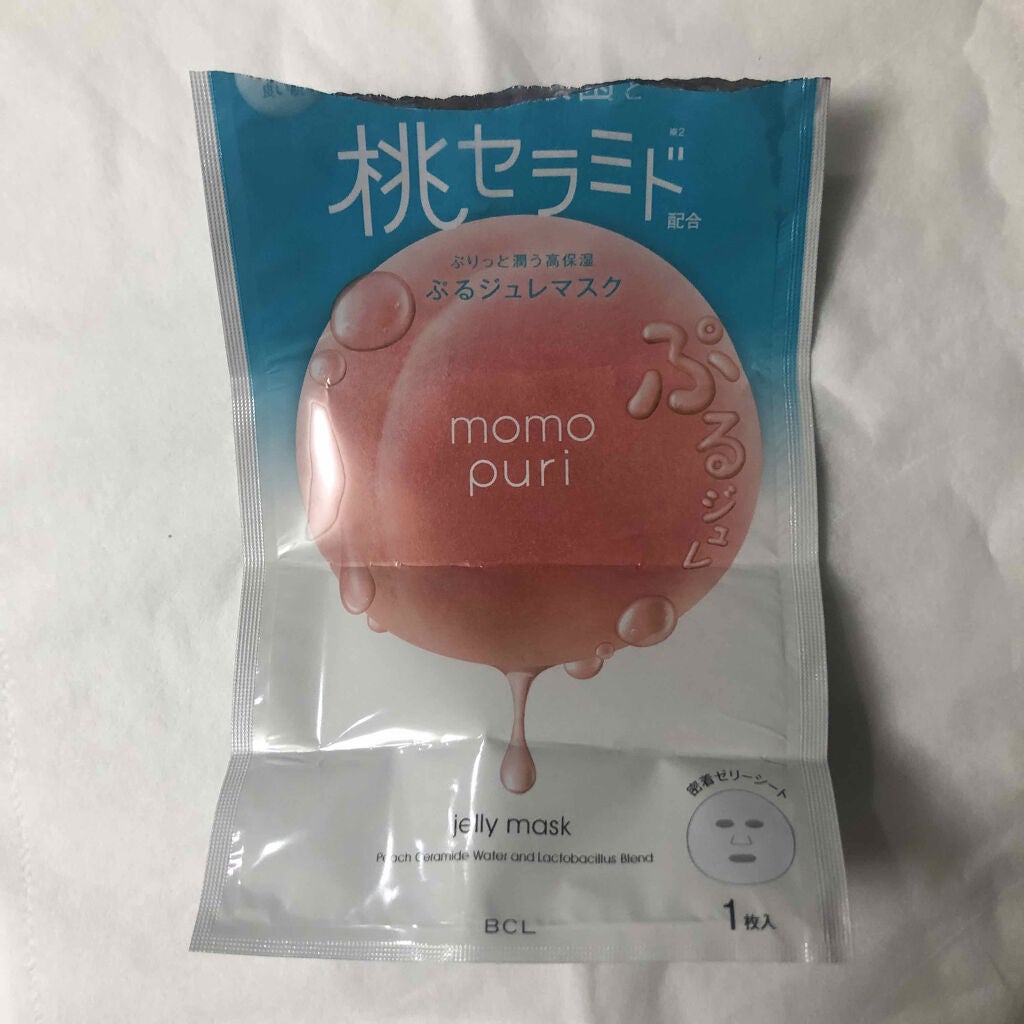 と
桃セラミド※2
配合
ぷりっと潤う高保湿
ぷるジュレマスク
ぷるジュレ
momo
puri
密着ゼリーシート
jelly mask
Peach Ceramide Water and Lactobacillus Blend
1枚入
BCL